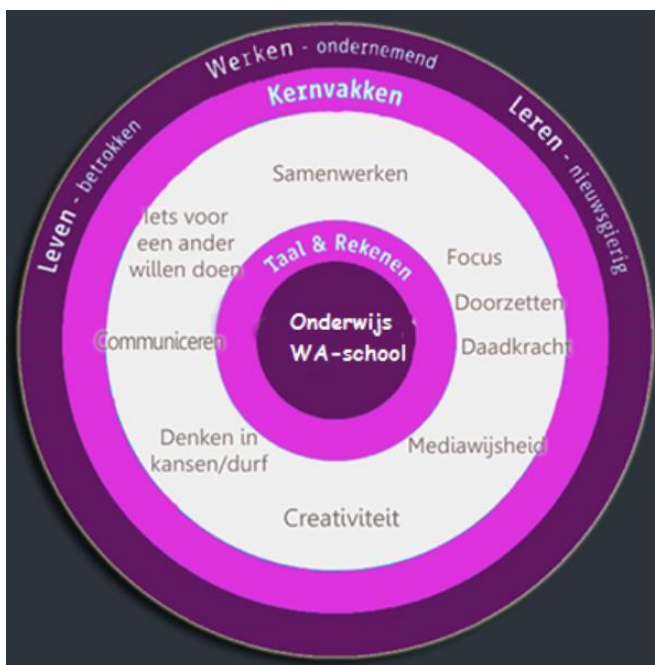 Werken - ondernemend
Leven - betrokken
Leren - nieuwsgierig
Kernvakken
Samenwerken
Iets voor
een ander
willen doen
Focus
Doorzetten
Daadkracht
Communiceren
Taal & Rekenen
Onderwijs
WA-school
Denken in
kansen/durf
Mediawijsheid
Creativiteit